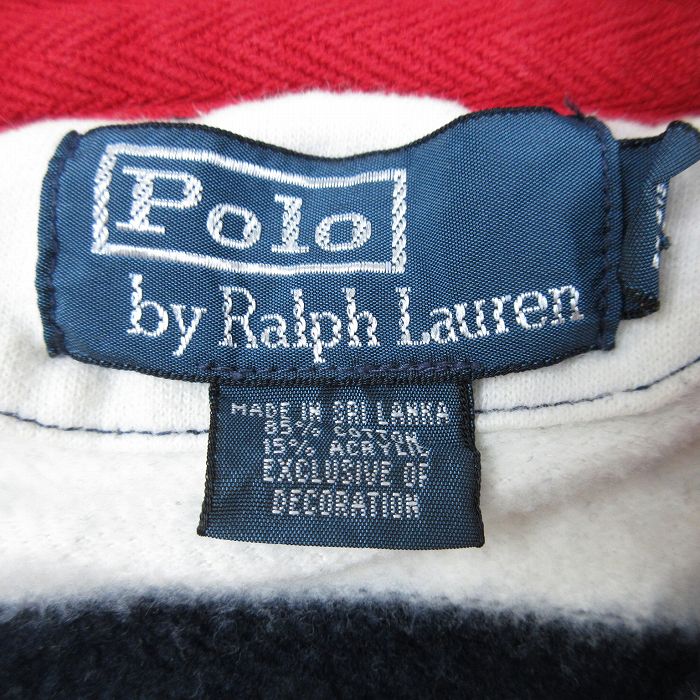 Polo
by Ralph Lauren
MADE IN SRI LANKA
85% COTTON
15% ACRYLIC
EXCLUSIVE OF
DECORATION